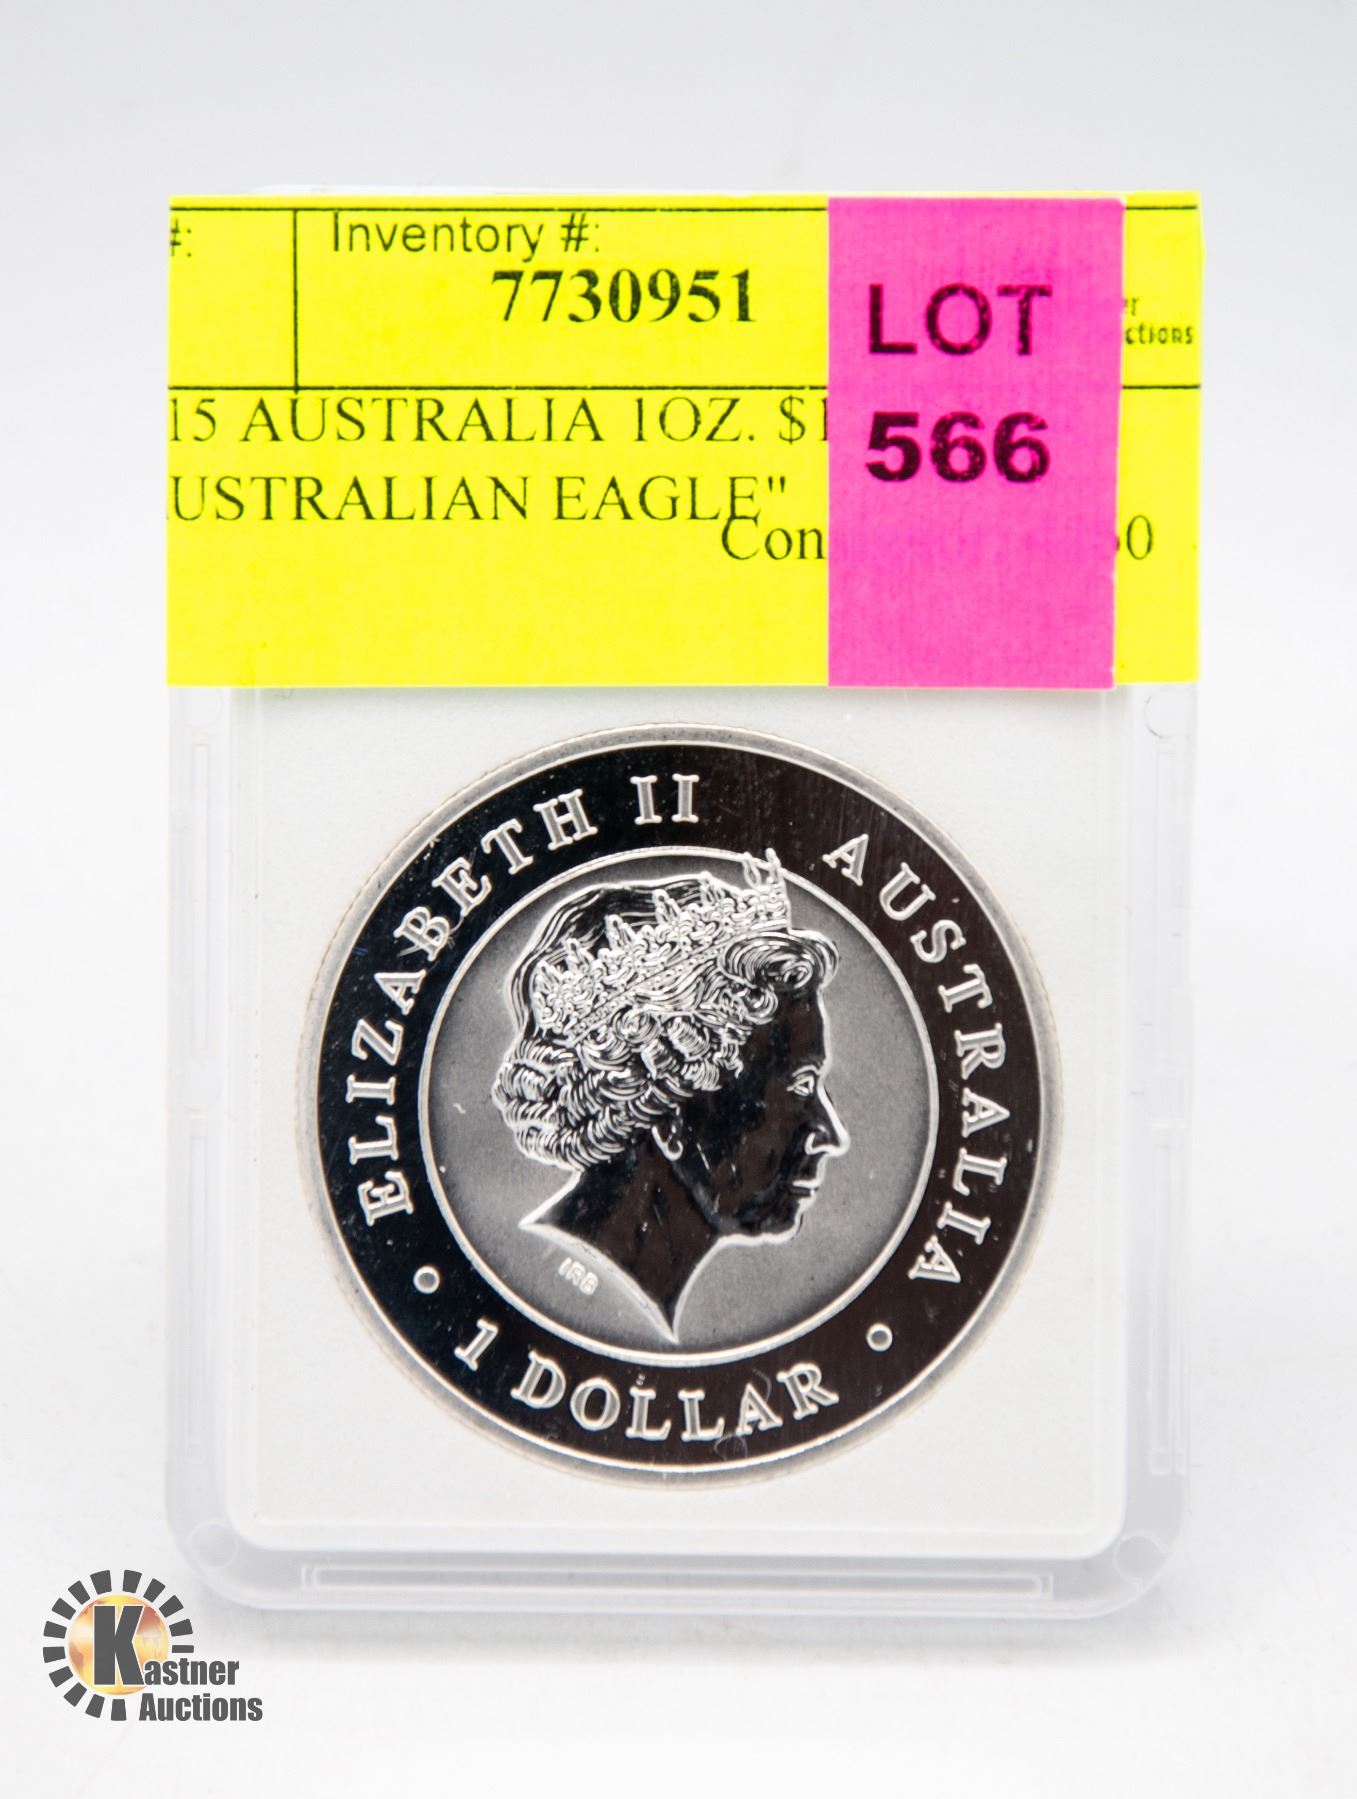 #:
Inventory #:
7730951
LOT
566
ctions
15 AUSTRALIA 1OZ. $1
USTRALIAN EAGLE"
Con
ELIZABETH II AUSTRALIA
IRB
• 1 DOLLAR •
Kastner
Auctions